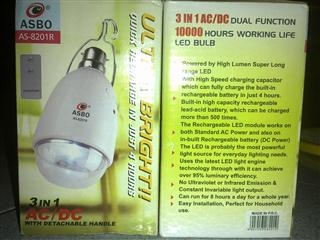 ASBO
AS-8201R
ULTRA BRIGHT!!
QUICK RECHARGE IN JUST 4 HOURS
ASBO
AS-8201R
3 IN 1
AC/DC
WITH DETACHABLE HANDLE
3 IN 1 AC/DC DUAL FUNCTION
10000 HOURS WORKING LIFE
LED BULB
Powered by High Lumen Super Long
range LED
With High Speed charging capacitor
which can fully charge the built-in
rechargeable battery in just 4 hours.
Built-in high capacity rechargeable
lead-acid battery, which can be charged
more than 500 times.
The Rechargeable LED module works on
both Standard AC Power and also on
in-built Rechargeable battery (DC Power)
The LED is probably the most powerful
light source for everyday lighting needs.
Uses the latest LED light engine
technology through with it can achieve
over 95% luminary efficiency.
No Ultraviolet or Infrared Emission &
Constant Invariable light output.
Can run for 8 hours a day for a whole year.
Easy Installation, Perfect for Household
use.
MADE IN P.R.C.